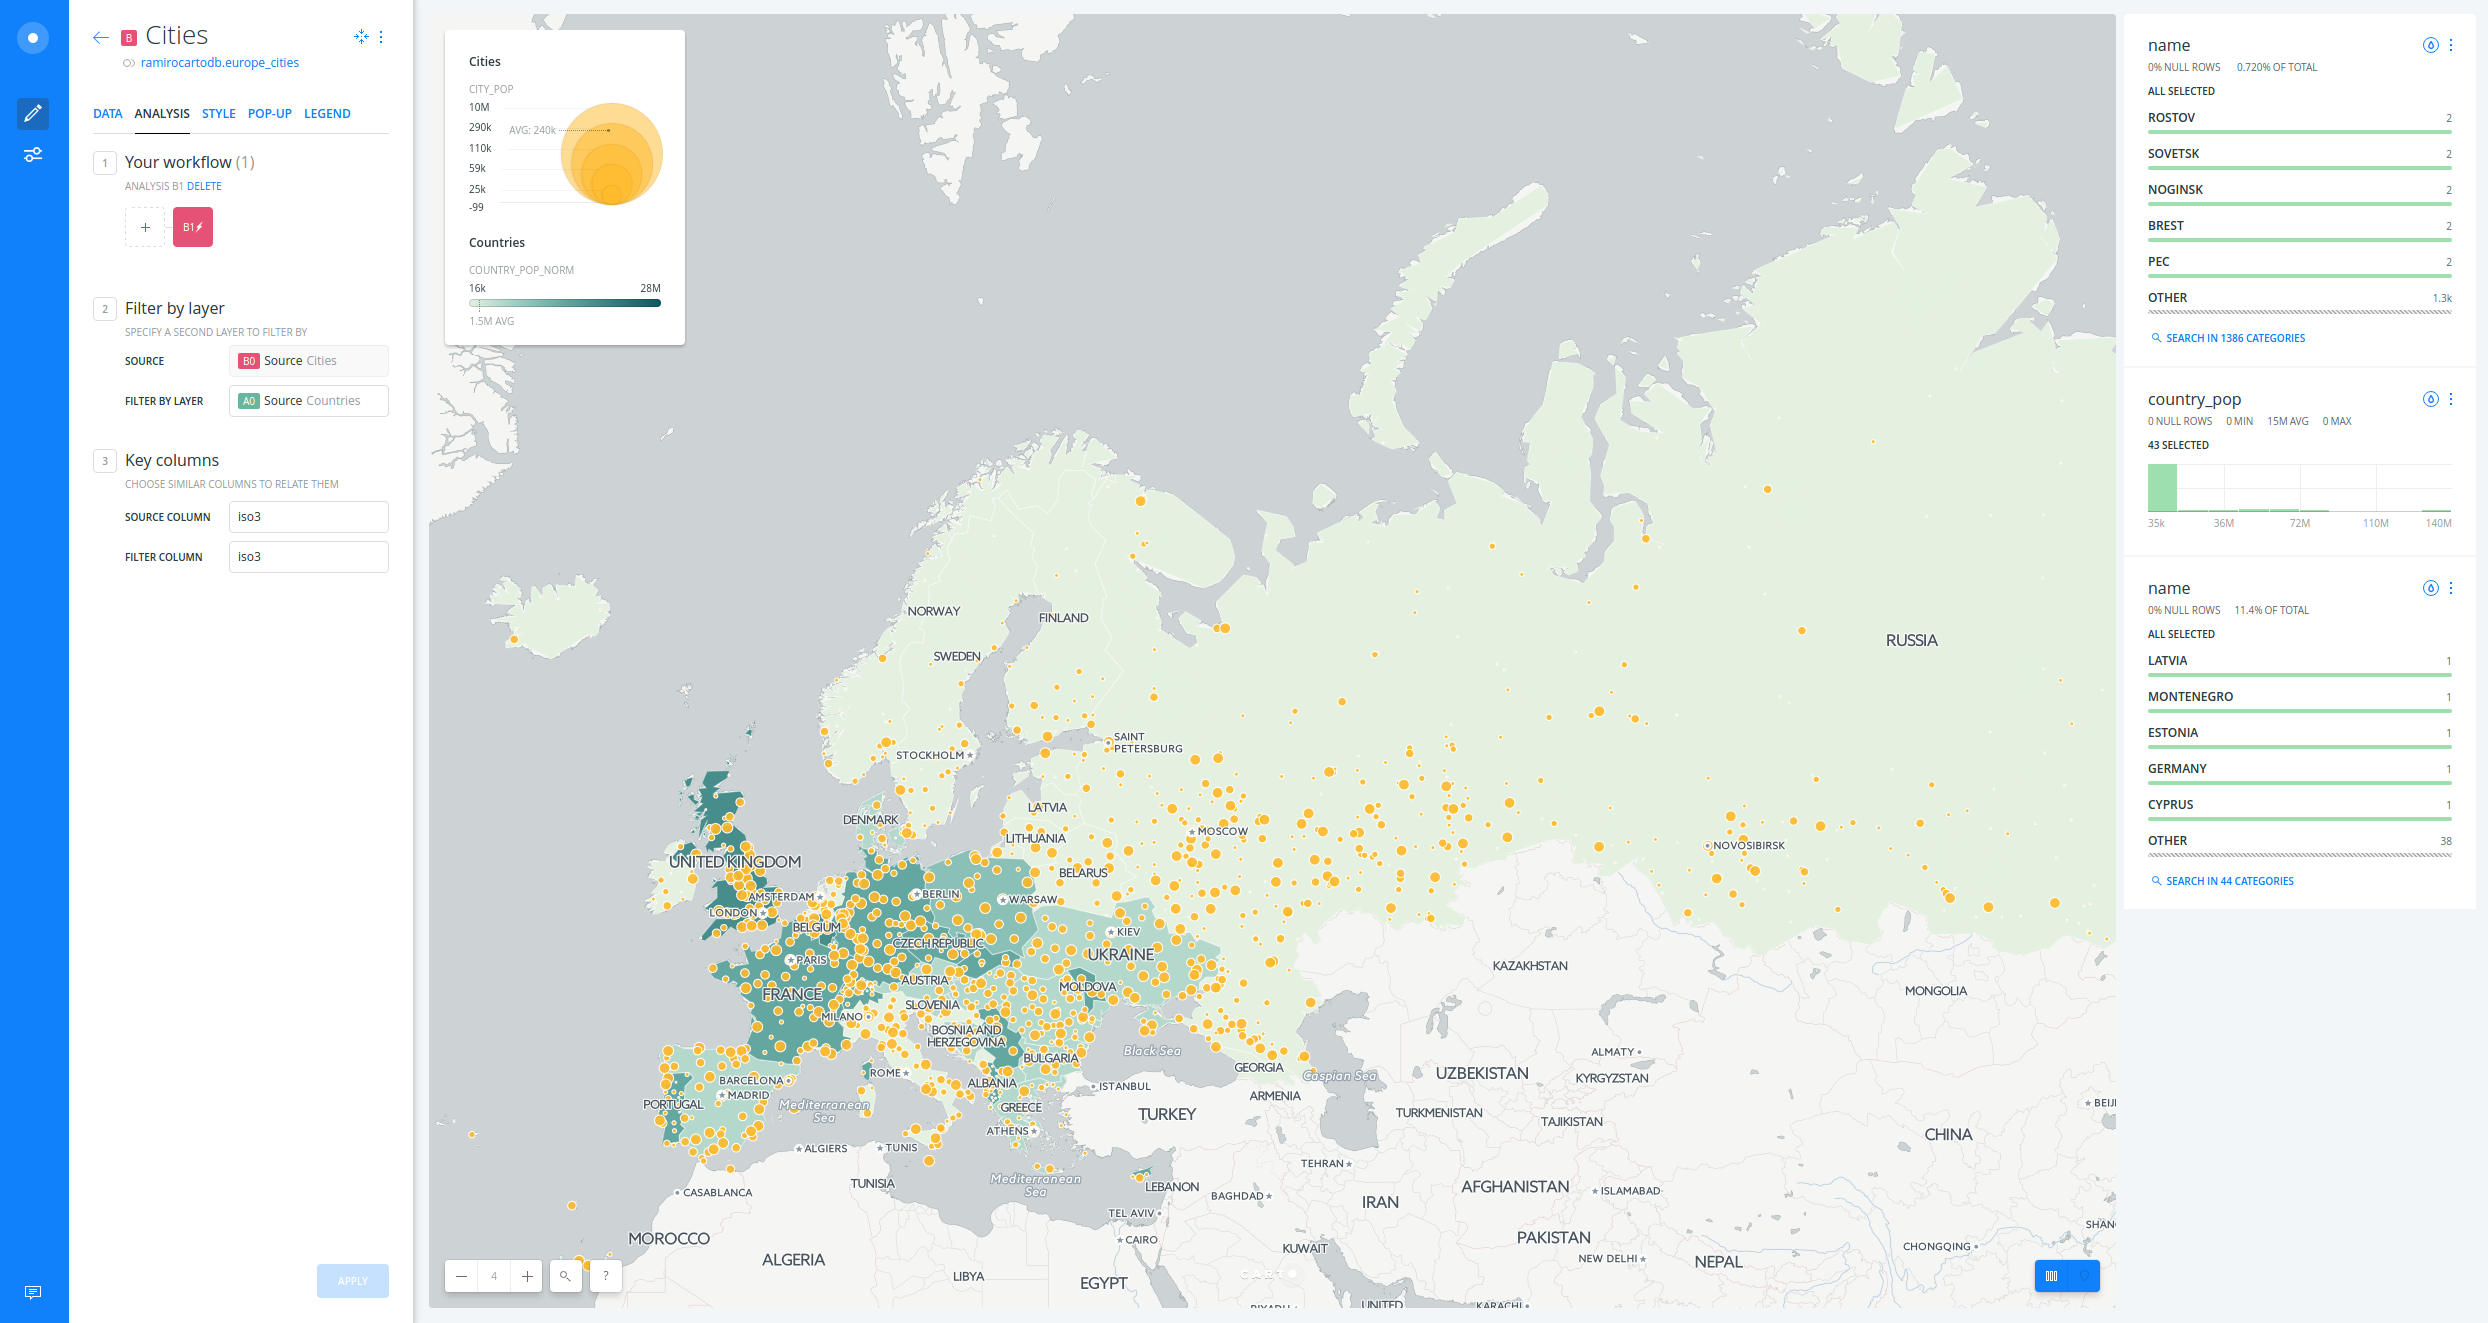 B Cities
ramirocartodb.europe_cities
DATA ANALYSIS STYLE POP-UP LEGEND
1 Your workflow (1)
ANALYSIS B1 DELETE
+ B1
2 Filter by layer
SPECIFY A SECOND LAYER TO FILTER BY
SOURCE B0 Source Cities
FILTER BY LAYER A0 Source Countries
3 Key columns
CHOOSE SIMILAR COLUMNS TO RELATE THEM
SOURCE COLUMN iso3
FILTER COLUMN iso3
APPLY
Cities
CITY_POP
10M
290k
AVG: 240k
110k
59k
25k
-99
Countries
COUNTRY_POP_NORM
16k 28M
1.5M AVG
NORWAY
FINLAND
RUSSIA
SWEDEN
SAINT
PETERSBURG
STOCKHOLM
LATVIA
DENMARK
MOSCOW
LITHUANIA
NOVOSIBIRSK
UNITED KINGDOM
BELARUS
AMSTERDAM
BERLIN
WARSAW
LONDON
BELGIUM
KIEV
CZECH REPUBLIC
UKRAINE
PARIS
KAZAKHSTAN
AUSTRIA
MOLDOVA
FRANCE
MONGOLIA
SLOVENIA
MILANO
BOSNIA AND
HERZEGOVINA
Black Sea
ALMATY
BULGARIA
GEORGIA
ROME
Caspian Sea
UZBEKISTAN
KYRGYZSTAN
BARCELONA
ALBANIA
ISTANBUL
MADRID
ARMENIA
PORTUGAL
Mediterranean
Sea
GREECE
TURKEY
TURKMENISTAN
BEIJI
TAJIKISTAN
ATHENS
CHINA
ALGIERS
TUNIS
TEHRAN
Mediterranean
Sea
TUNISIA
LEBANON
AFGHANISTAN
ISLAMABAD
CASABLANCA
BAGHDAD
IRAN
TEL AVIV
SHANG
MOROCCO
CAIRO
PAKISTAN
KUWAIT
CHONGQING
ALGERIA
NEW DELHI
NEPAL
LIBYA
EGYPT
CARTO
RIYADH
UNITED
KARACHI
− 4 + ?
name
0% NULL ROWS 0.720% OF TOTAL
ALL SELECTED
ROSTOV 2
SOVETSK 2
NOGINSK 2
BREST 2
PEC 2
OTHER 1.3k
SEARCH IN 1386 CATEGORIES
country_pop
0 NULL ROWS 0 MIN 15M AVG 0 MAX
43 SELECTED
35k 36M 72M 110M 140M
name
0% NULL ROWS 11.4% OF TOTAL
ALL SELECTED
LATVIA 1
MONTENEGRO 1
ESTONIA 1
GERMANY 1
CYPRUS 1
OTHER 38
SEARCH IN 44 CATEGORIES